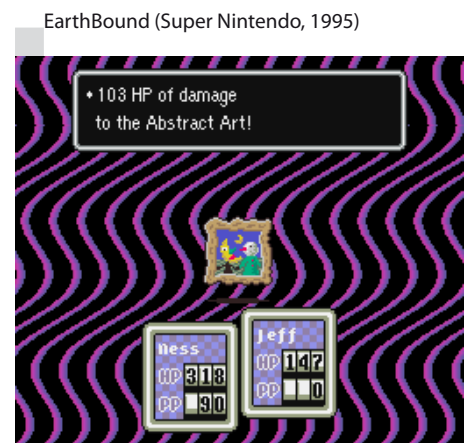 EarthBound (Super Nintendo, 1995)
• 103 HP of damage
to the Abstract Art!
Ness
HP 318
PP 90
Jeff
HP 147
PP 0